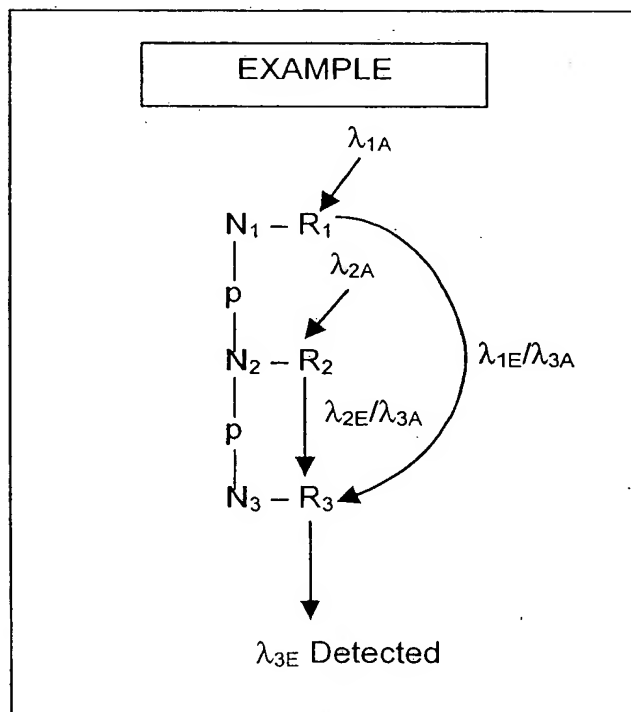 EXAMPLE
λ1A
N1 – R1
λ2A
p
N2 – R2
λ1E/λ3A
λ2E/λ3A
p
N3 – R3
λ3E Detected